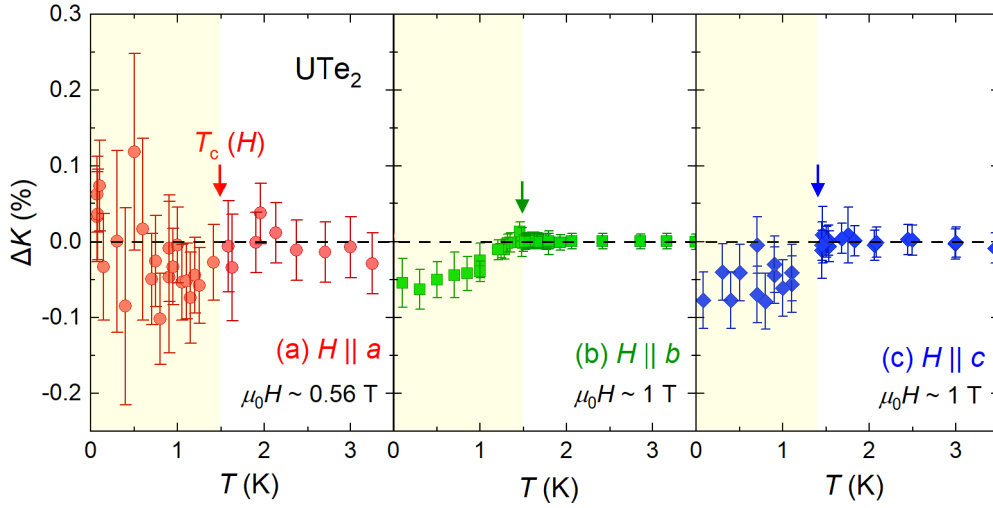 0.3
0.2
0.1
0.0
-0.1
-0.2
ΔK (%)
UTe₂
T꜀ (H)
(a) H || a
μ₀H ~ 0.56 T
(b) H || b
μ₀H ~ 1 T
(c) H || c
μ₀H ~ 1 T
0 1 2 3 0 1 2 3 0 1 2 3
T (K) T (K) T (K)